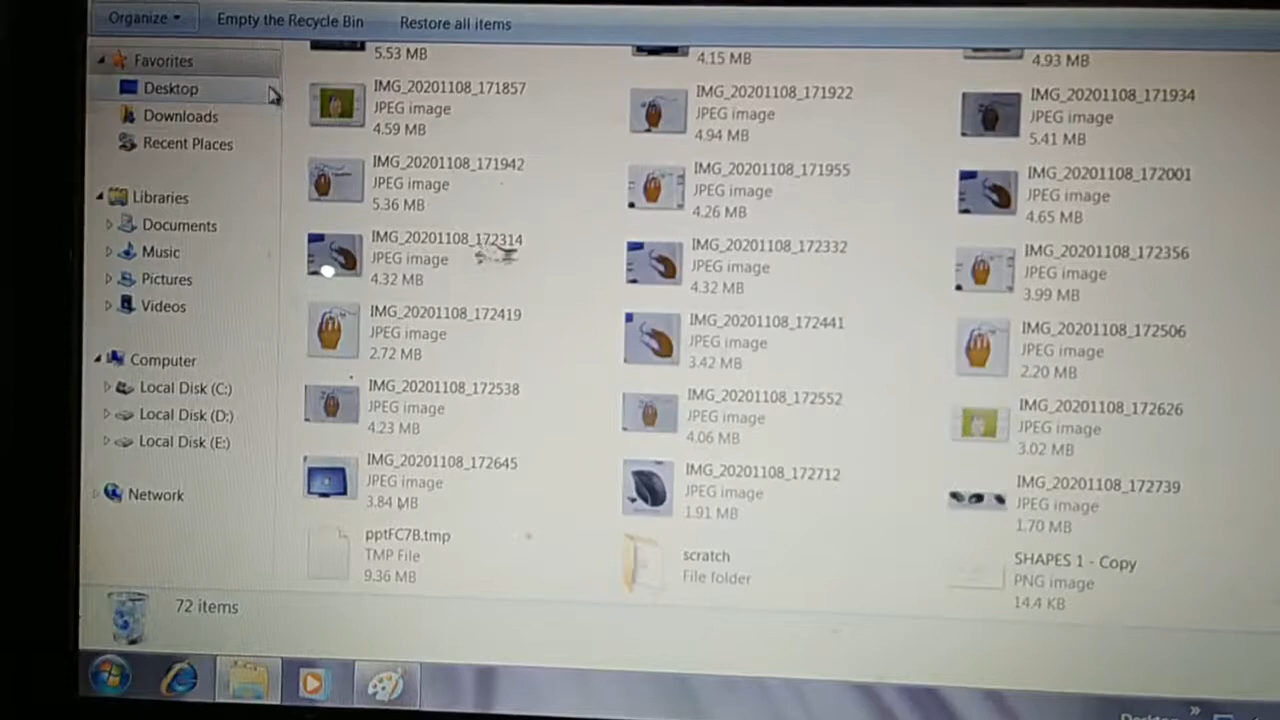 Organize
Empty the Recycle Bin
Restore all items
Favorites
Desktop
Downloads
Recent Places
Libraries
Documents
Music
Pictures
Videos
Computer
Local Disk (C:)
Local Disk (D:)
Local Disk (E:)
Network
5.53 MB
4.15 MB
4.93 MB
IMG_20201108_171857
JPEG image
4.59 MB
IMG_20201108_171922
JPEG image
4.94 MB
IMG_20201108_171934
JPEG image
5.41 MB
IMG_20201108_171942
JPEG image
5.36 MB
IMG_20201108_171955
JPEG image
4.26 MB
IMG_20201108_172001
JPEG image
4.65 MB
IMG_20201108_172314
JPEG image
4.32 MB
IMG_20201108_172332
JPEG image
4.32 MB
IMG_20201108_172356
JPEG image
3.99 MB
IMG_20201108_172419
JPEG image
2.72 MB
IMG_20201108_172441
JPEG image
3.42 MB
IMG_20201108_172506
JPEG image
2.20 MB
IMG_20201108_172538
JPEG image
4.23 MB
IMG_20201108_172552
JPEG image
4.06 MB
IMG_20201108_172626
JPEG image
3.02 MB
IMG_20201108_172645
JPEG image
3.84 MB
IMG_20201108_172712
JPEG image
1.91 MB
IMG_20201108_172739
JPEG image
1.70 MB
pptFC7B.tmp
TMP File
9.36 MB
scratch
File folder
SHAPES 1 - Copy
PNG image
14.4 KB
72 items